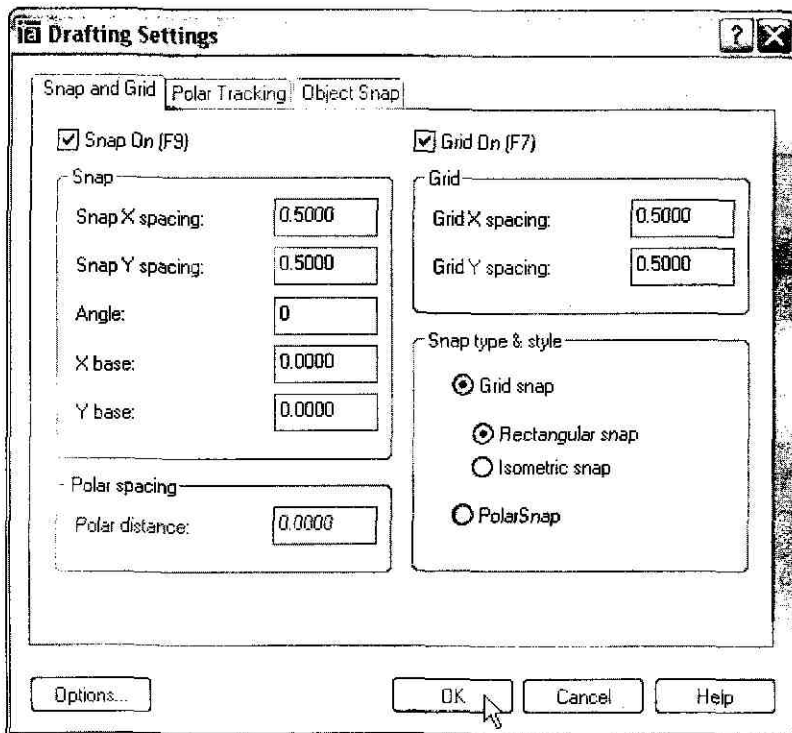 Drafting Settings
Snap and Grid Polar Tracking Object Snap
Snap On (F9)
Snap
Snap X spacing: 0.5000
Snap Y spacing: 0.5000
Angle: 0
X base: 0.0000
Y base: 0.0000
Polar spacing
Polar distance: 0.0000
Grid On (F7)
Grid
Grid X spacing: 0.5000
Grid Y spacing: 0.5000
Snap type & style
Grid snap
Rectangular snap
Isometric snap
PolarSnap
Options... OK Cancel Help